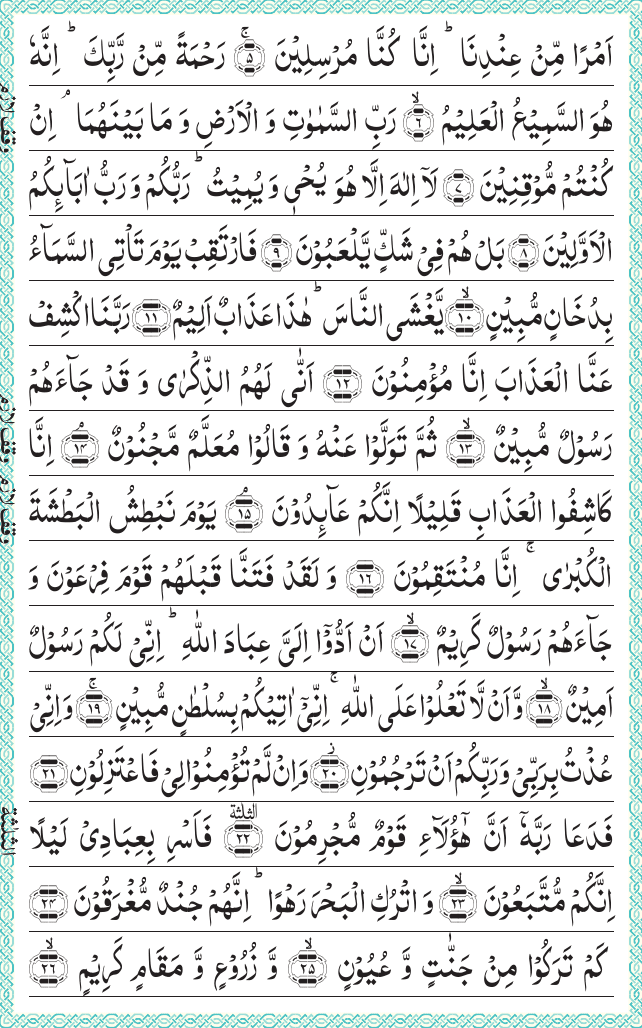 اَمۡرًا مِّنۡ عِنۡدِنَا ؕ اِنَّا كُنَّا مُرۡسِلِيۡنَ ۚ‏ ﴿۵﴾ رَحۡمَةً مِّنۡ رَّبِّكَ ؕ اِنَّهٗ
هُوَ السَّمِيۡعُ الۡعَلِيۡمُ ۙ‏ ﴿۶﴾ رَبِّ السَّمٰوٰتِ وَ الۡاَرۡضِ وَ مَا بَيۡنَهُمَا ۘ اِنۡ
كُنۡتُمۡ مُّوۡقِنِيۡنَ‏ ﴿۷﴾ لَاۤ اِلٰهَ اِلَّا هُوَ يُحۡىٖ وَ يُمِيۡتُ ؕ رَبُّكُمۡ وَ رَبُّ اٰبَآٮِٕكُمُ
الۡاَوَّلِيۡنَ‏ ﴿۸﴾ بَلۡ هُمۡ فِىۡ شَكٍّ يَّلۡعَبُوۡنَ‏ ﴿۹﴾ فَارۡتَقِبۡ يَوۡمَ تَاۡتِى السَّمَآءُ
بِدُخَانٍ مُّبِيۡنٍ ۙ‏ ﴿۱۰﴾ يَّغۡشَى النَّاسَ ؕ هٰذَا عَذَابٌ اَلِيۡمٌ‏ ﴿۱۱﴾ رَبَّنَا اكۡشِفۡ
عَنَّا الۡعَذَابَ اِنَّا مُؤۡمِنُوۡنَ‏ ﴿۱۲﴾ اَنّٰى لَهُمُ الذِّكۡرٰى وَ قَدۡ جَآءَهُمۡ
رَسُوۡلٌ مُّبِيۡنٌ ۙ‏ ﴿۱۳﴾ ثُمَّ تَوَلَّوۡا عَنۡهُ وَ قَالُوۡا مُعَلَّمٌ مَّجۡنُوۡنٌ ۘ‏ ﴿۱۴﴾ اِنَّا
كَاشِفُوا الۡعَذَابِ قَلِيۡلًا اِنَّكُمۡ عَآٮِٕدُوۡنَ ۘ‏ ﴿۱۵﴾ يَوۡمَ نَبۡطِشُ الۡبَطۡشَةَ
الۡكُبۡرٰى ۚ اِنَّا مُنۡتَقِمُوۡنَ‏ ﴿۱۶﴾ وَ لَقَدۡ فَتَنَّا قَبۡلَهُمۡ قَوۡمَ فِرۡعَوۡنَ وَ
جَآءَهُمۡ رَسُوۡلٌ كَرِيۡمٌ ۙ‏ ﴿۱۷﴾ اَنۡ اَدُّوۡۤا اِلَىَّ عِبَادَ اللّٰهِ ؕ اِنِّىۡ لَكُمۡ رَسُوۡلٌ
اَمِيۡنٌ ۙ‏ ﴿۱۸﴾ وَّ اَنۡ لَّا تَعۡلُوۡا عَلَى اللّٰهِ ۚ اِنِّىۡۤ اٰتِيۡكُمۡ بِسُلۡطٰنٍ مُّبِيۡنٍ ۚ‏ ﴿۱۹﴾ وَ اِنِّىۡ
عُذۡتُ بِرَبِّىۡ وَ رَبِّكُمۡ اَنۡ تَرۡجُمُوۡنِ ‏ ﴿۲۰﴾ وَ اِنۡ لَّمۡ تُؤۡمِنُوۡا لِىۡ فَاعۡتَزِلُوۡنِ‏ ﴿۲۱﴾
فَدَعَا رَبَّهٗۤ اَنَّ هٰٓؤُلَآءِ قَوۡمٌ مُّجۡرِمُوۡنَ الثلثة‏ ﴿۲۲﴾ فَاَسۡرِ بِعِبَادِىۡ لَيۡلًا
اِنَّكُمۡ مُّتَّبَعُوۡنَ ۙ‏ ﴿۲۳﴾ وَ اتۡرُكِ الۡبَحۡرَ رَهۡوًا ؕ اِنَّهُمۡ جُنۡدٌ مُّغۡرَقُوۡنَ‏ ﴿۲۴﴾
كَمۡ تَرَكُوۡا مِنۡ جَنّٰتٍ وَّ عُيُوۡنٍ ۙ‏ ﴿۲۵﴾ وَّ زُرُوۡعٍ وَّ مَقَامٍ كَرِيۡمٍ ۙ‏ ﴿۲۶﴾
وقف لازم
وقف لازم
وقف لازم
الثلثة